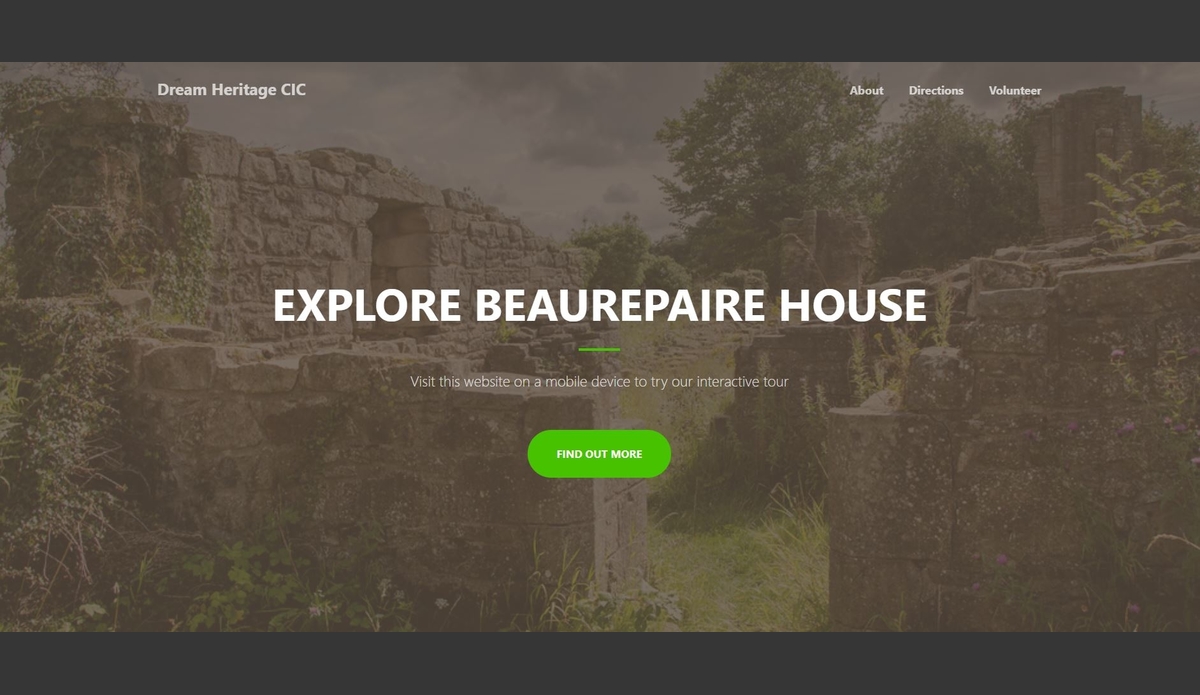 Dream Heritage CIC
About Directions Volunteer
EXPLORE BEAUREPAIRE HOUSE
Visit this website on a mobile device to try our interactive tour
FIND OUT MORE